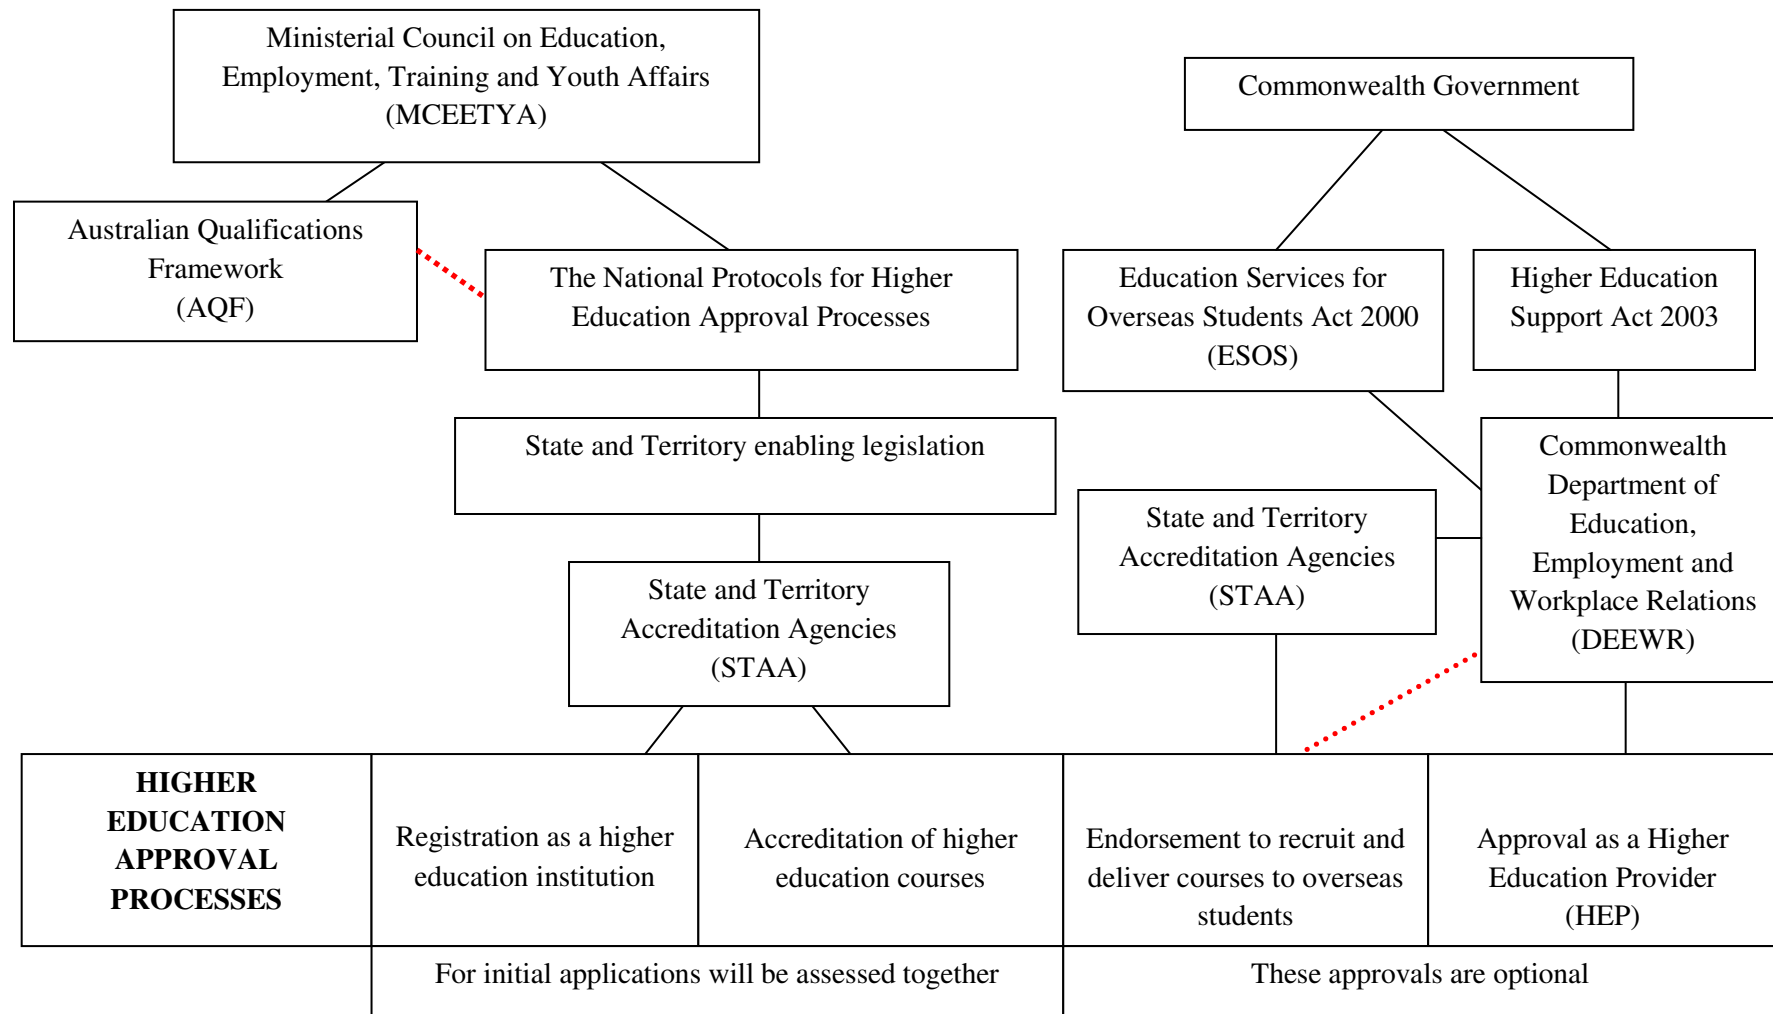 Ministerial Council on Education,
Employment, Training and Youth Affairs
(MCEETYA)
Commonwealth Government
Australian Qualifications
Framework
(AQF)
The National Protocols for Higher
Education Approval Processes
Education Services for
Overseas Students Act 2000
(ESOS)
Higher Education
Support Act 2003
State and Territory enabling legislation
Commonwealth
Department of
Education,
Employment and
Workplace Relations
(DEEWR)
State and Territory
Accreditation Agencies
(STAA)
State and Territory
Accreditation Agencies
(STAA)
HIGHER
EDUCATION
APPROVAL
PROCESSES
Registration as a higher
education institution
Accreditation of higher
education courses
Endorsement to recruit and
deliver courses to overseas
students
Approval as a Higher
Education Provider
(HEP)
For initial applications will be assessed together
These approvals are optional